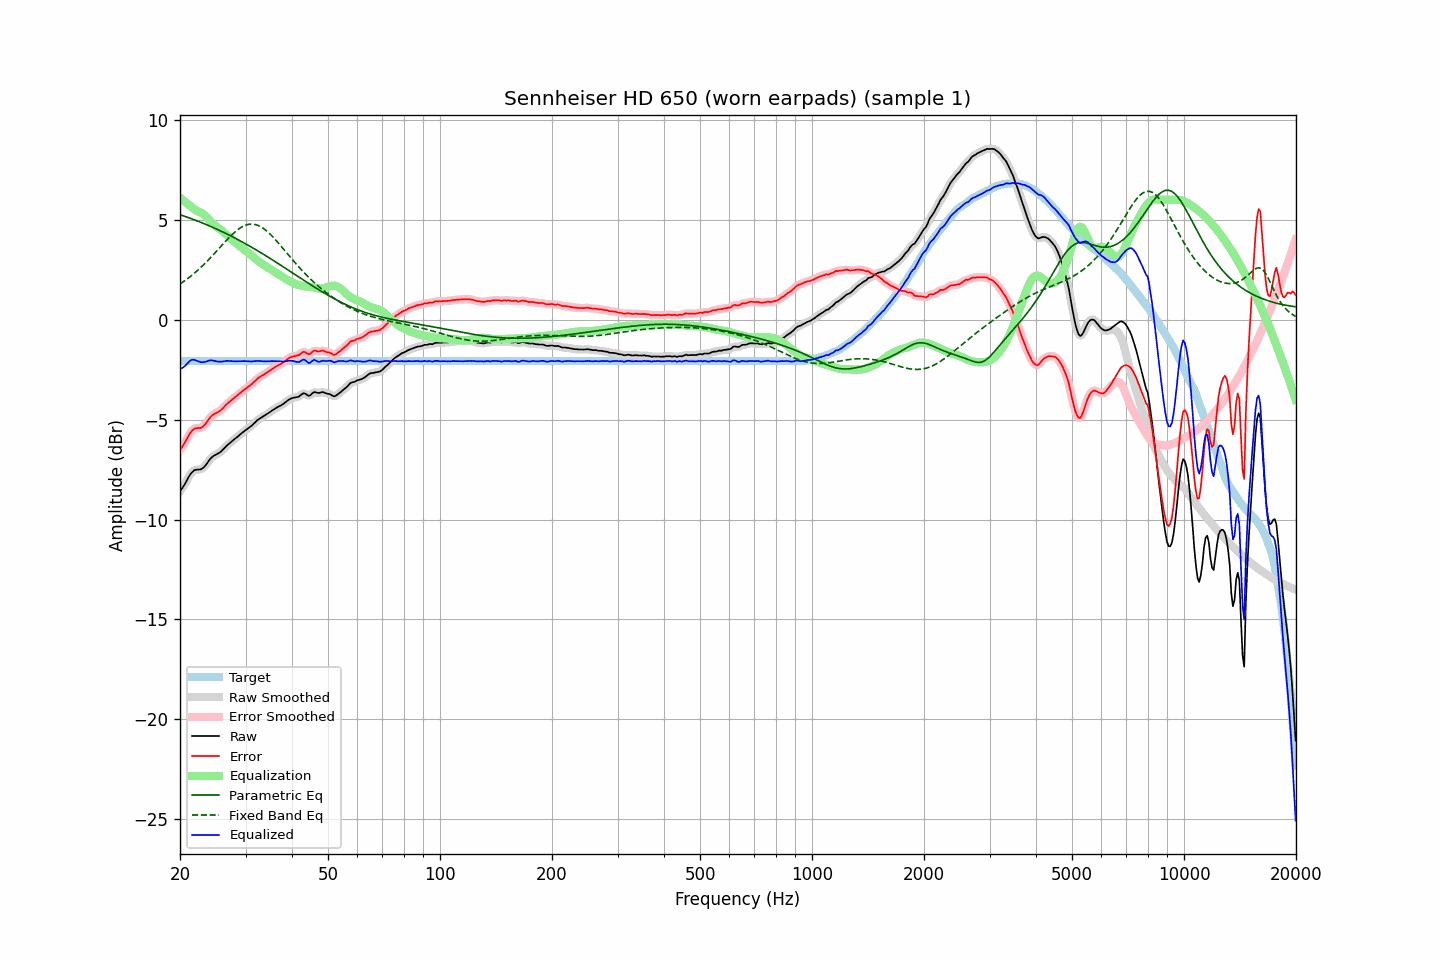 Sennheiser HD 650 (worn earpads) (sample 1)
Amplitude (dBr)
10
5
0
−5
−10
−15
−20
−25
Target
Raw Smoothed
Error Smoothed
Raw
Error
Equalization
Parametric Eq
Fixed Band Eq
Equalized
20 50 100 200 500 1000 2000 5000 10000 20000
Frequency (Hz)